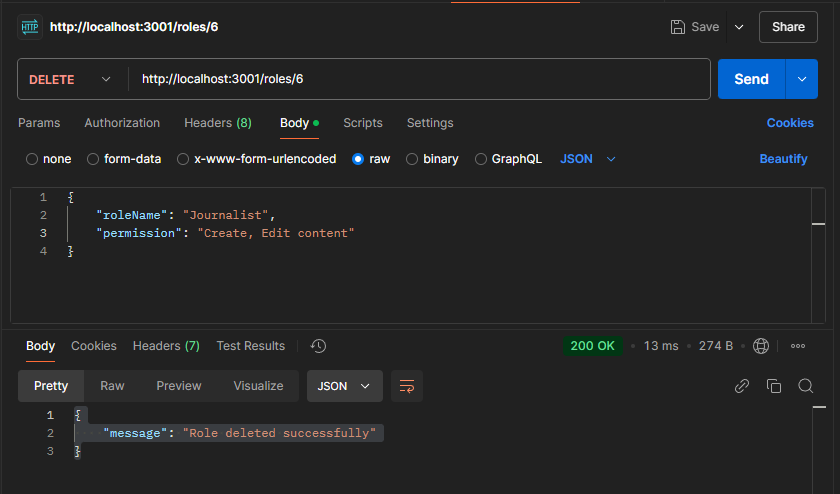 HTTP http://localhost:3001/roles/6 Save Share
DELETE http://localhost:3001/roles/6 Send
Params Authorization Headers (8) Body Scripts Settings Cookies
none form-data x-www-form-urlencoded raw binary GraphQL JSON Beautify
1 {
2 "roleName": "Journalist",
3 "permission": "Create, Edit content"
4 }
Body Cookies Headers (7) Test Results 200 OK • 13 ms • 274 B •
Pretty Raw Preview Visualize JSON
1 {
2 "message": "Role deleted successfully"
3 }